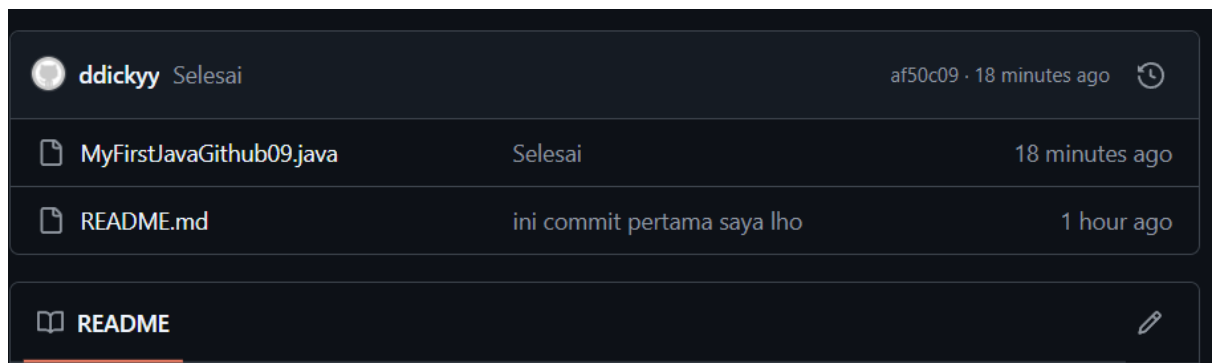 ddickyy Selesai af50c09 · 18 minutes ago
MyFirstJavaGithub09.java Selesai 18 minutes ago
README.md ini commit pertama saya lho 1 hour ago
README